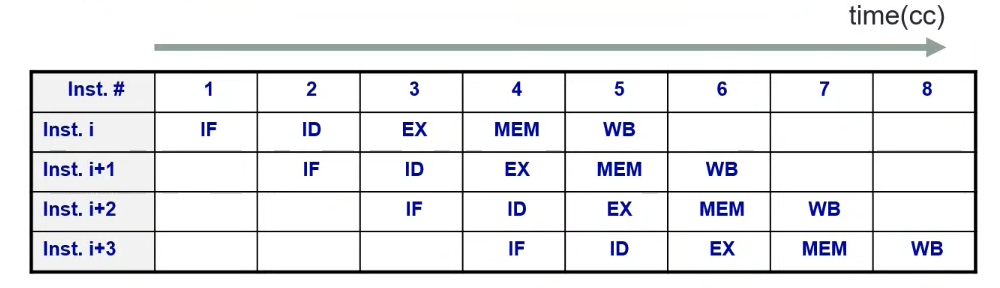 time(cc)
Inst. # 1 2 3 4 5 6 7 8
Inst. i IF ID EX MEM WB
Inst. i+1 IF ID EX MEM WB
Inst. i+2 IF ID EX MEM WB
Inst. i+3 IF ID EX MEM WB